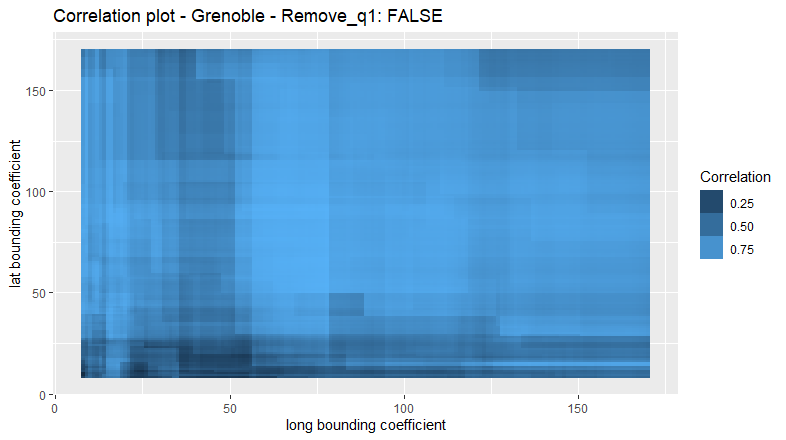 Correlation plot - Grenoble - Remove_q1: FALSE
lat bounding coefficient
150
100
50
0
0 50 100 150
long bounding coefficient
Correlation
0.25
0.50
0.75